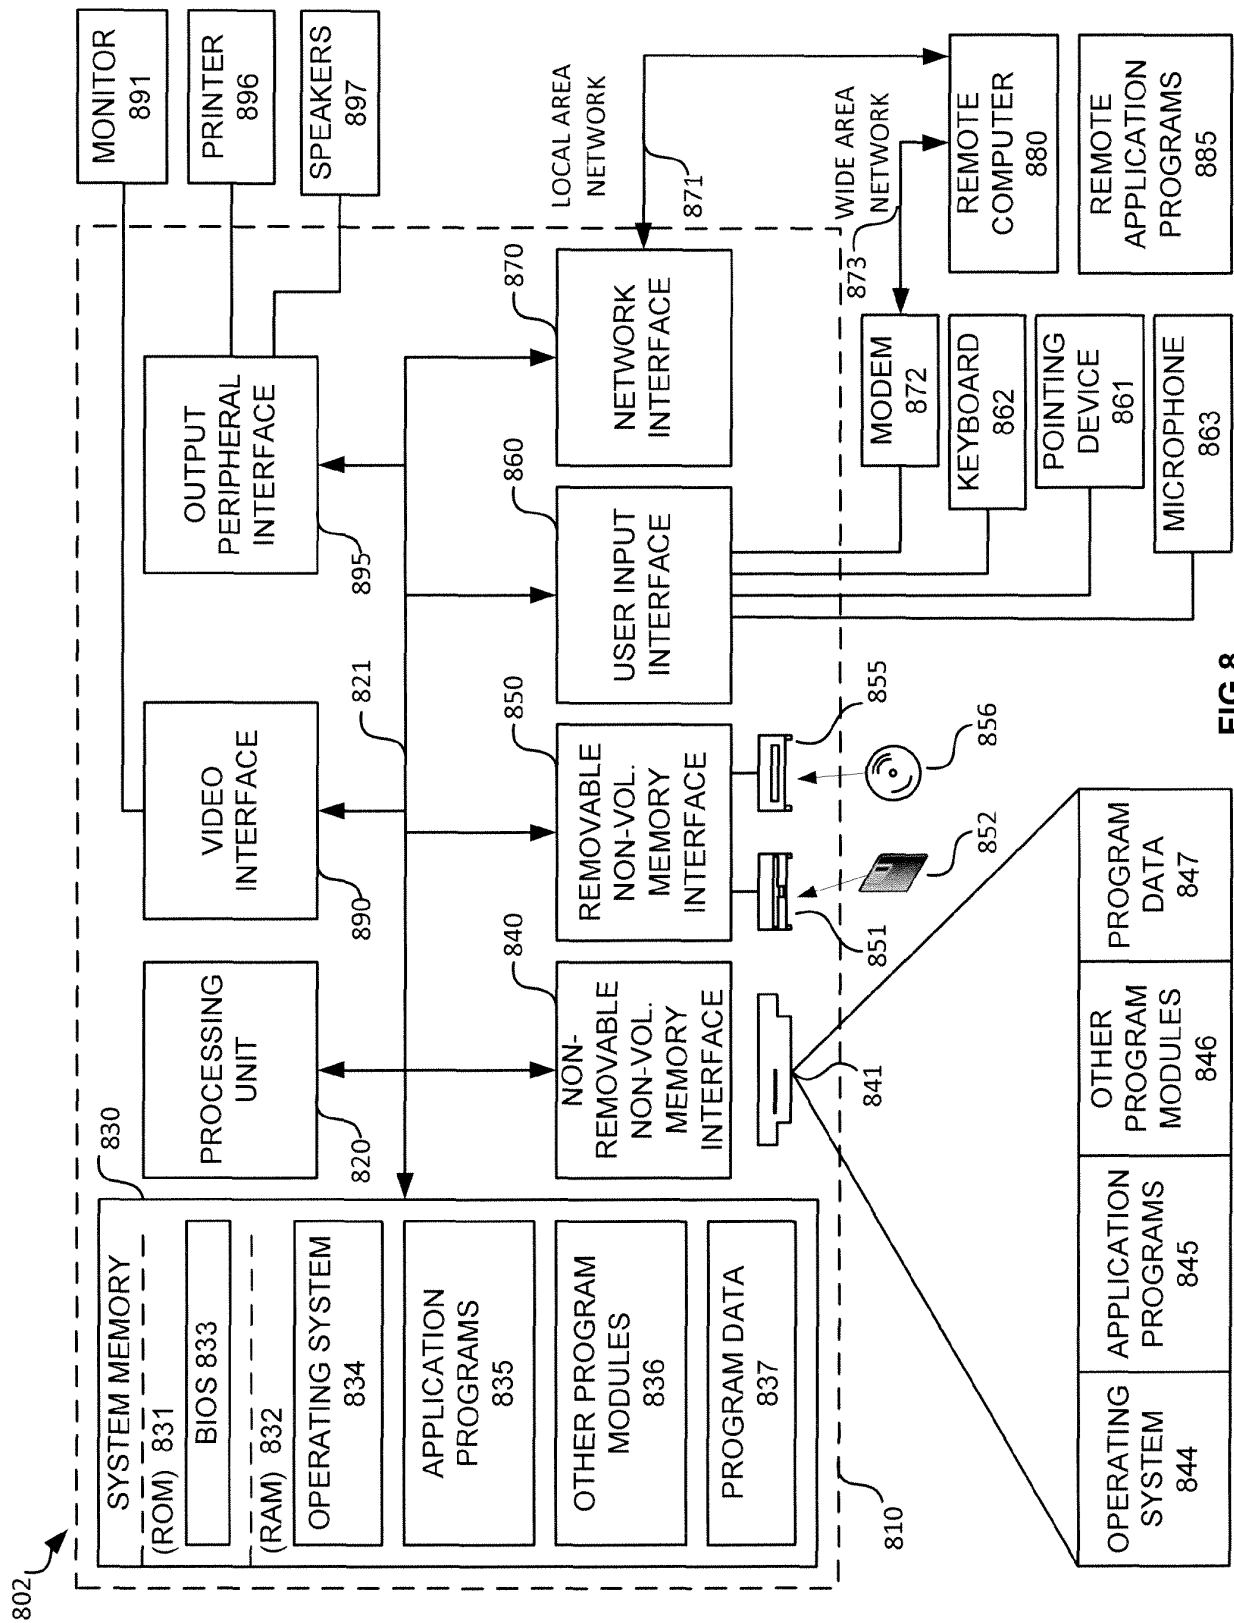 802
SYSTEM MEMORY
(ROM) 831
BIOS 833
(RAM) 832
OPERATING SYSTEM
834
APPLICATION
PROGRAMS
835
OTHER PROGRAM
MODULES
836
PROGRAM DATA
837
830
810
PROCESSING
UNIT
820
VIDEO
INTERFACE
890
OUTPUT
PERIPHERAL
INTERFACE
895
821
MONITOR
891
PRINTER
896
SPEAKERS
897
NON-
REMOVABLE
NON-VOL.
MEMORY
INTERFACE
840
REMOVABLE
NON-VOL.
MEMORY
INTERFACE
850
USER INPUT
INTERFACE
860
NETWORK
INTERFACE
870
LOCAL AREA
NETWORK
871
841
851
852
855
856
WIDE AREA
NETWORK
873
MODEM
872
KEYBOARD
862
POINTING
DEVICE
861
MICROPHONE
863
REMOTE
COMPUTER
880
REMOTE
APPLICATION
PROGRAMS
885
OPERATING
SYSTEM
844
APPLICATION
PROGRAMS
845
OTHER
PROGRAM
MODULES
846
PROGRAM
DATA
847
FIG.8